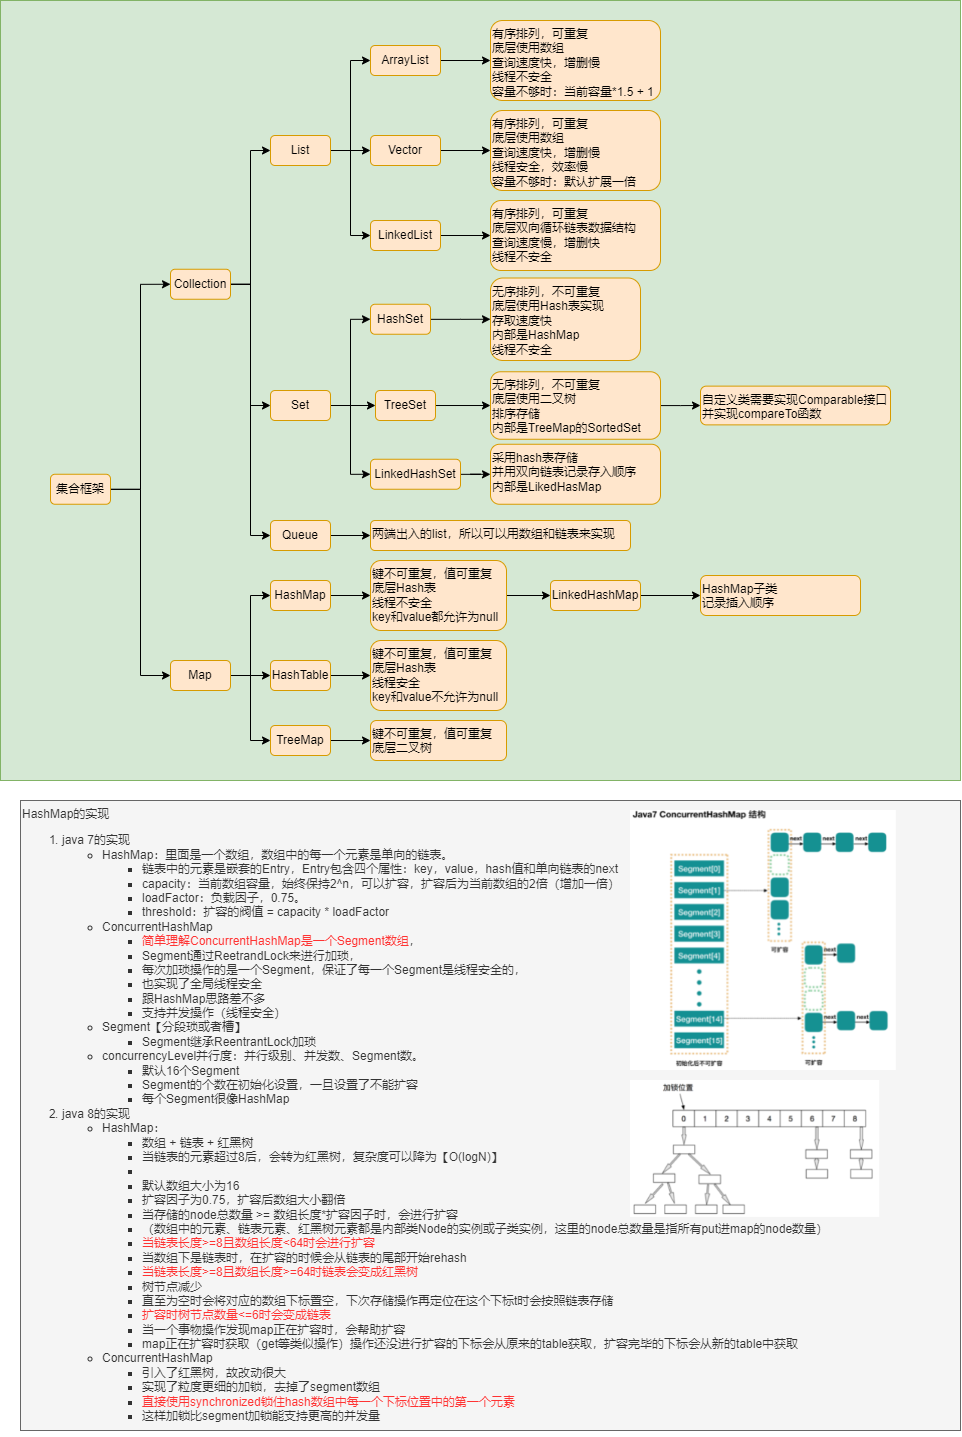 集合框架
Collection
List
ArrayList
有序排列，可重复
底层使用数组
查询速度快，增删慢
线程不安全
容量不够时：当前容量*1.5 + 1
Vector
有序排列，可重复
底层使用数组
查询速度快，增删慢
线程安全，效率慢
容量不够时：默认扩展一倍
LinkedList
有序排列，可重复
底层双向循环链表数据结构
查询速度慢，增删快
线程不安全
Set
HashSet
无序排列，不可重复
底层使用Hash表实现
存取速度快
内部是HashMap
线程不安全
TreeSet
无序排列，不可重复
底层使用二叉树
排序存储
内部是TreeMap的SortedSet
自定义类需要实现Comparable接口
并实现compareTo函数
LinkedHashSet
采用hash表存储
并用双向链表记录存入顺序
内部是LikedHasMap
Queue
两端出入的list，所以可以用数组和链表来实现
Map
HashMap
键不可重复，值可重复
底层Hash表
线程不安全
key和value都允许为null
LinkedHashMap
HashMap子类
记录插入顺序
HashTable
键不可重复，值可重复
底层Hash表
线程安全
key和value不允许为null
TreeMap
键不可重复，值可重复
底层二叉树
HashMap的实现
1. java 7的实现
HashMap：里面是一个数组，数组中的每一个元素是单向的链表。
链表中的元素是嵌套的Entry，Entry包含四个属性：key，value，hash值和单向链表的next
capacity：当前数组容量，始终保持2^n，可以扩容，扩容后为当前数组的2倍（增加一倍）
loadFactor：负载因子，0.75。
threshold：扩容的阀值 = capacity * loadFactor
ConcurrentHashMap
简单理解ConcurrentHashMap是一个Segment数组，
Segment通过ReetrandLock来进行加琐，
每次加琐操作的是一个Segment，保证了每一个Segment是线程安全的，
也实现了全局线程安全
跟HashMap思路差不多
支持并发操作（线程安全）
Segment【分段琐或者槽】
Segment继承ReentrantLock加琐
concurrencyLevel并行度：并行级别、并发数、Segment数。
默认16个Segment
Segment的个数在初始化设置，一旦设置了不能扩容
每个Segment很像HashMap
2. java 8的实现
HashMap：
数组 + 链表 + 红黑树
当链表的元素超过8后，会转为红黑树，复杂度可以降为【O(logN)】
默认数组大小为16
扩容因子为0.75，扩容后数组大小翻倍
当存储的node总数量 >= 数组长度*扩容因子时，会进行扩容
（数组中的元素、链表元素、红黑树元素都是内部类Node的实例或子类实例，这里的node总数量是指所有put进map的node数量）
当链表长度>=8且数组长度<64时会进行扩容
当数组下是链表时，在扩容的时候会从链表的尾部开始rehash
当链表长度>=8且数组长度>=64时链表会变成红黑树
树节点减少
直至为空时会将对应的数组下标置空，下次存储操作再定位在这个下标t时会按照链表存储
扩容时树节点数量<=6时会变成链表
当一个事物操作发现map正在扩容时，会帮助扩容
map正在扩容时获取（get等类似操作）操作还没进行扩容的下标会从原来的table获取，扩容完毕的下标会从新的table中获取
ConcurrentHashMap
引入了红黑树，故改动很大
实现了粒度更细的加锁，去掉了segment数组
直接使用synchronized锁住hash数组中每一个下标位置中的第一个元素
这样加锁比segment加锁能支持更高的并发量
Java7 ConcurrentHashMap 结构
Segment[0]
Segment[1]
Segment[2]
Segment[3]
Segment[4]
Segment[14]
Segment[15]
初始化后不可扩容
next
next
next
可扩容
next
next
next
可扩容
加锁位置
0 1 2 3 4 5 6 7 8